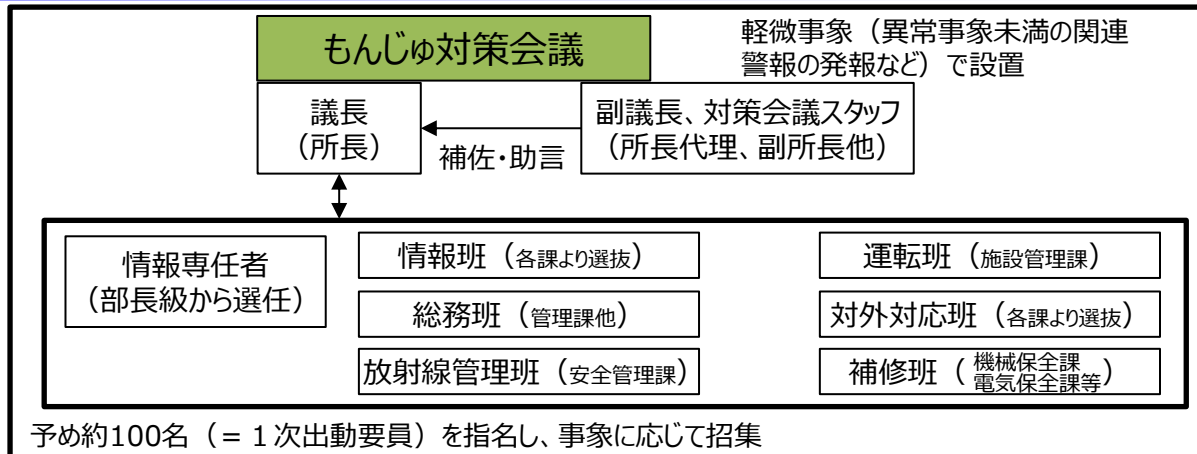 もんじゅ対策会議
軽微事象（異常事象未満の関連
警報の発報など）で設置
議長
（所長）
補佐・助言
副議長、対策会議スタッフ
（所長代理、副所長他）
情報専任者
（部長級から選任）
情報班（各課より選抜）
運転班（施設管理課）
総務班（管理課他）
対外対応班（各課より選抜）
放射線管理班（安全管理課）
補修班（機械保全課
電気保全課等）
予め約100名（＝１次出動要員）を指名し、事象に応じて招集